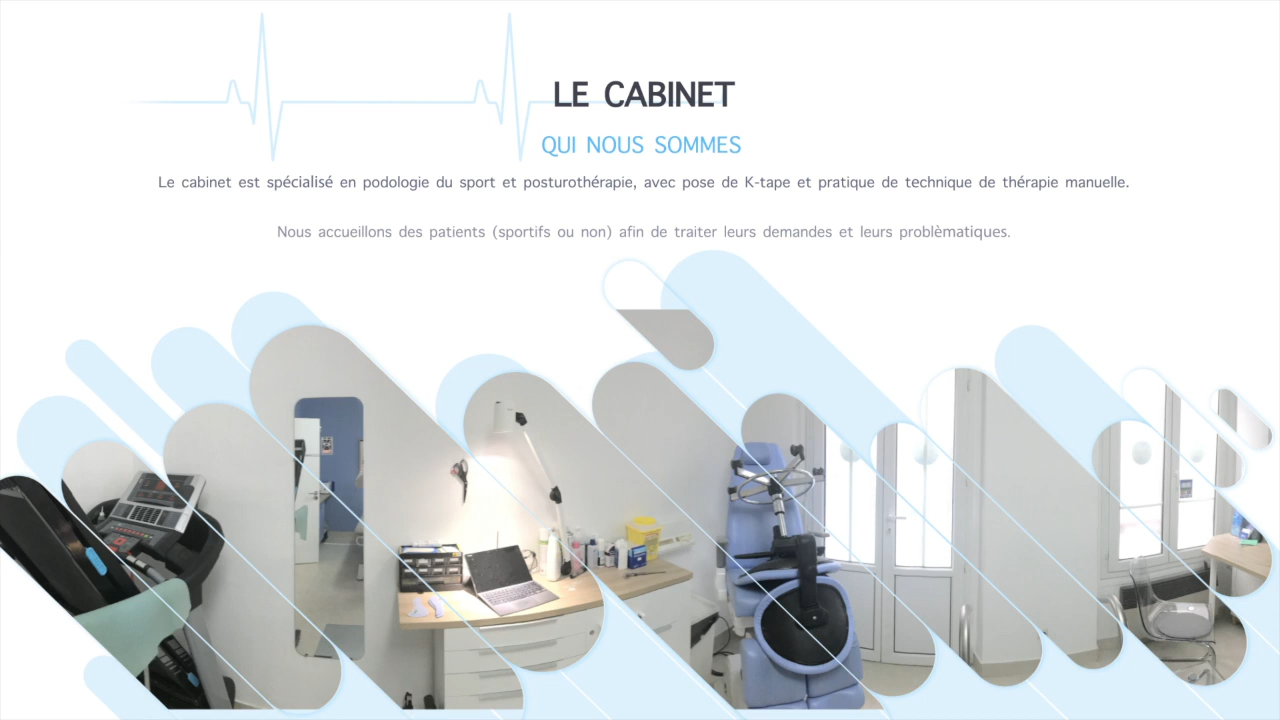 LE CABINET
QUI NOUS SOMMES
Le cabinet est spécialisé en podologie du sport et posturothérapie, avec pose de K-tape et pratique de technique de thérapie manuelle.
Nous accueillons des patients (sportifs ou non) afin de traiter leurs demandes et leurs problèmatiques.